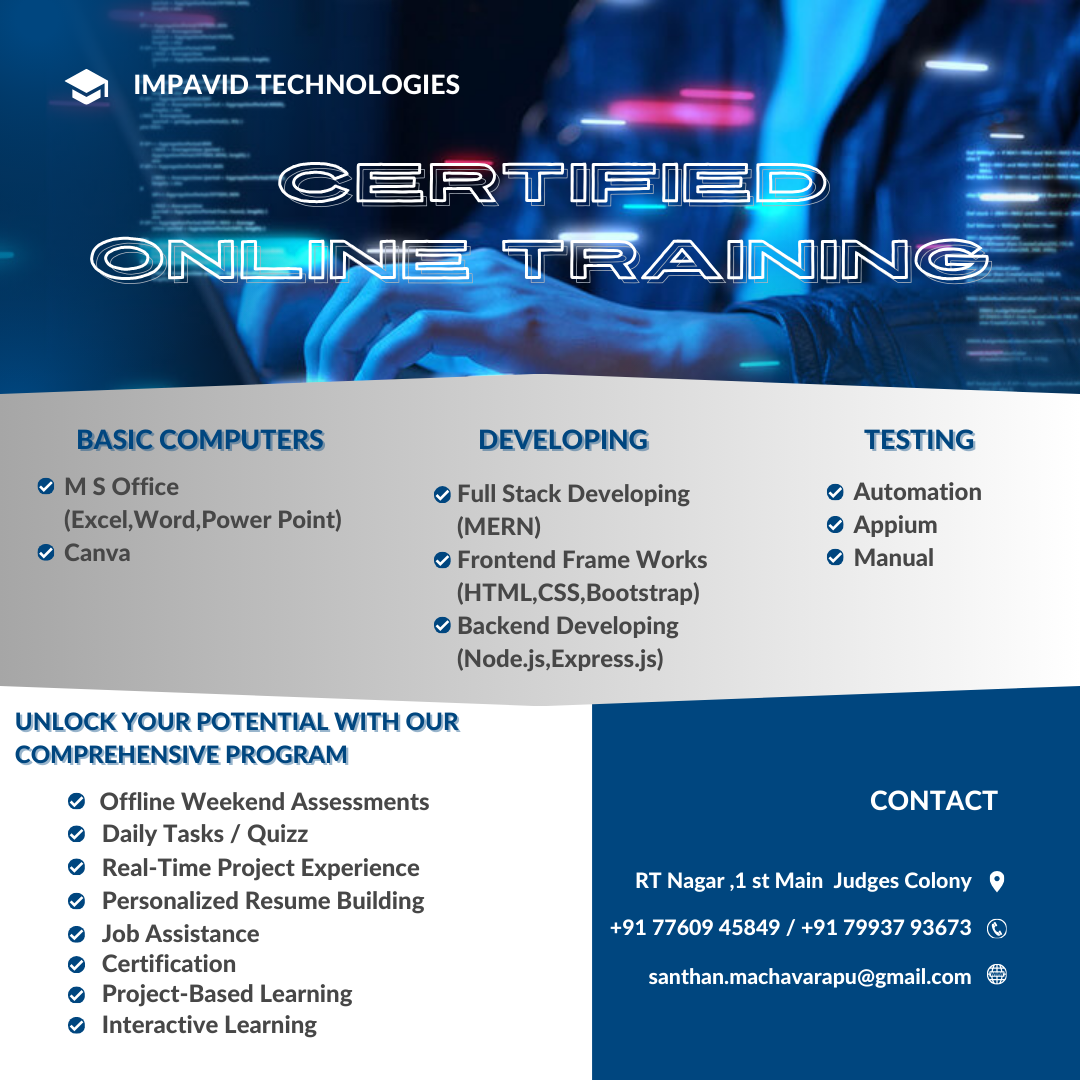 IMPAVID TECHNOLOGIES
CERTIFIED
ONLINE TRAINING
BASIC COMPUTERS
M S Office
(Excel,Word,Power Point)
Canva
DEVELOPING
Full Stack Developing
(MERN)
Frontend Frame Works
(HTML,CSS,Bootstrap)
Backend Developing
(Node.js,Express.js)
TESTING
Automation
Appium
Manual
UNLOCK YOUR POTENTIAL WITH OUR
COMPREHENSIVE PROGRAM
Offline Weekend Assessments
Daily Tasks / Quizz
Real-Time Project Experience
Personalized Resume Building
Job Assistance
Certification
Project-Based Learning
Interactive Learning
CONTACT
RT Nagar ,1 st Main  Judges Colony
+91 77609 45849 / +91 79937 93673
santhan.machavarapu@gmail.com